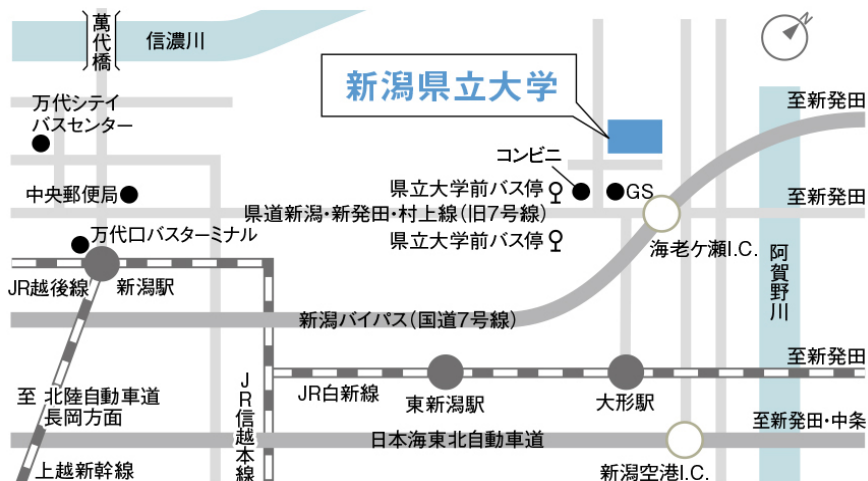 萬代橋
信濃川
新潟県立大学
至新発田
万代シテイ
バスセンター
コンビニ
県立大学前バス停
GS
中央郵便局
至新発田
県道新潟・新発田・村上線(旧7号線)
万代口バスターミナル
県立大学前バス停
海老ケ瀬I.C.
阿賀野川
JR越後線
新潟駅
新潟バイパス(国道7号線)
至新発田
JR白新線
東新潟駅
大形駅
至 北陸自動車道
長岡方面
JR信越本線
至新発田・中条
日本海東北自動車道
上越新幹線
新潟空港I.C.
N